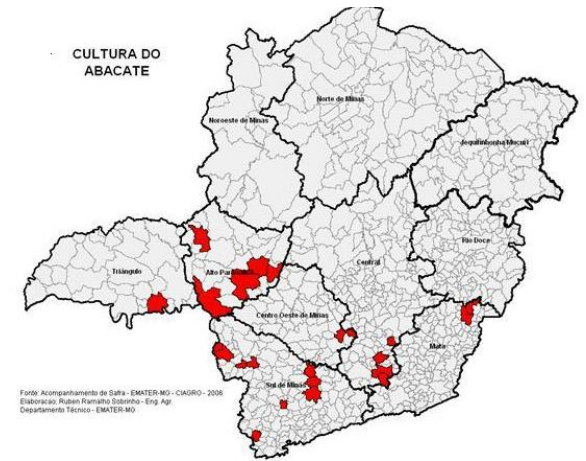 CULTURA DO
ABACATE
Norte de Minas
Noroeste de Minas
Jequitinhonha Mucuri
Rio Doce
Central
Triângulo
Centro Oeste de Minas
Mata
Sul de Minas
Fonte: Acompanhamento de Safra - EMATER-MG - CIAGRO - 2006
Elaboracao: Ruben Ramalho Sobrinho - Eng. Agr.
Departamento Técnico - EMATER-MG